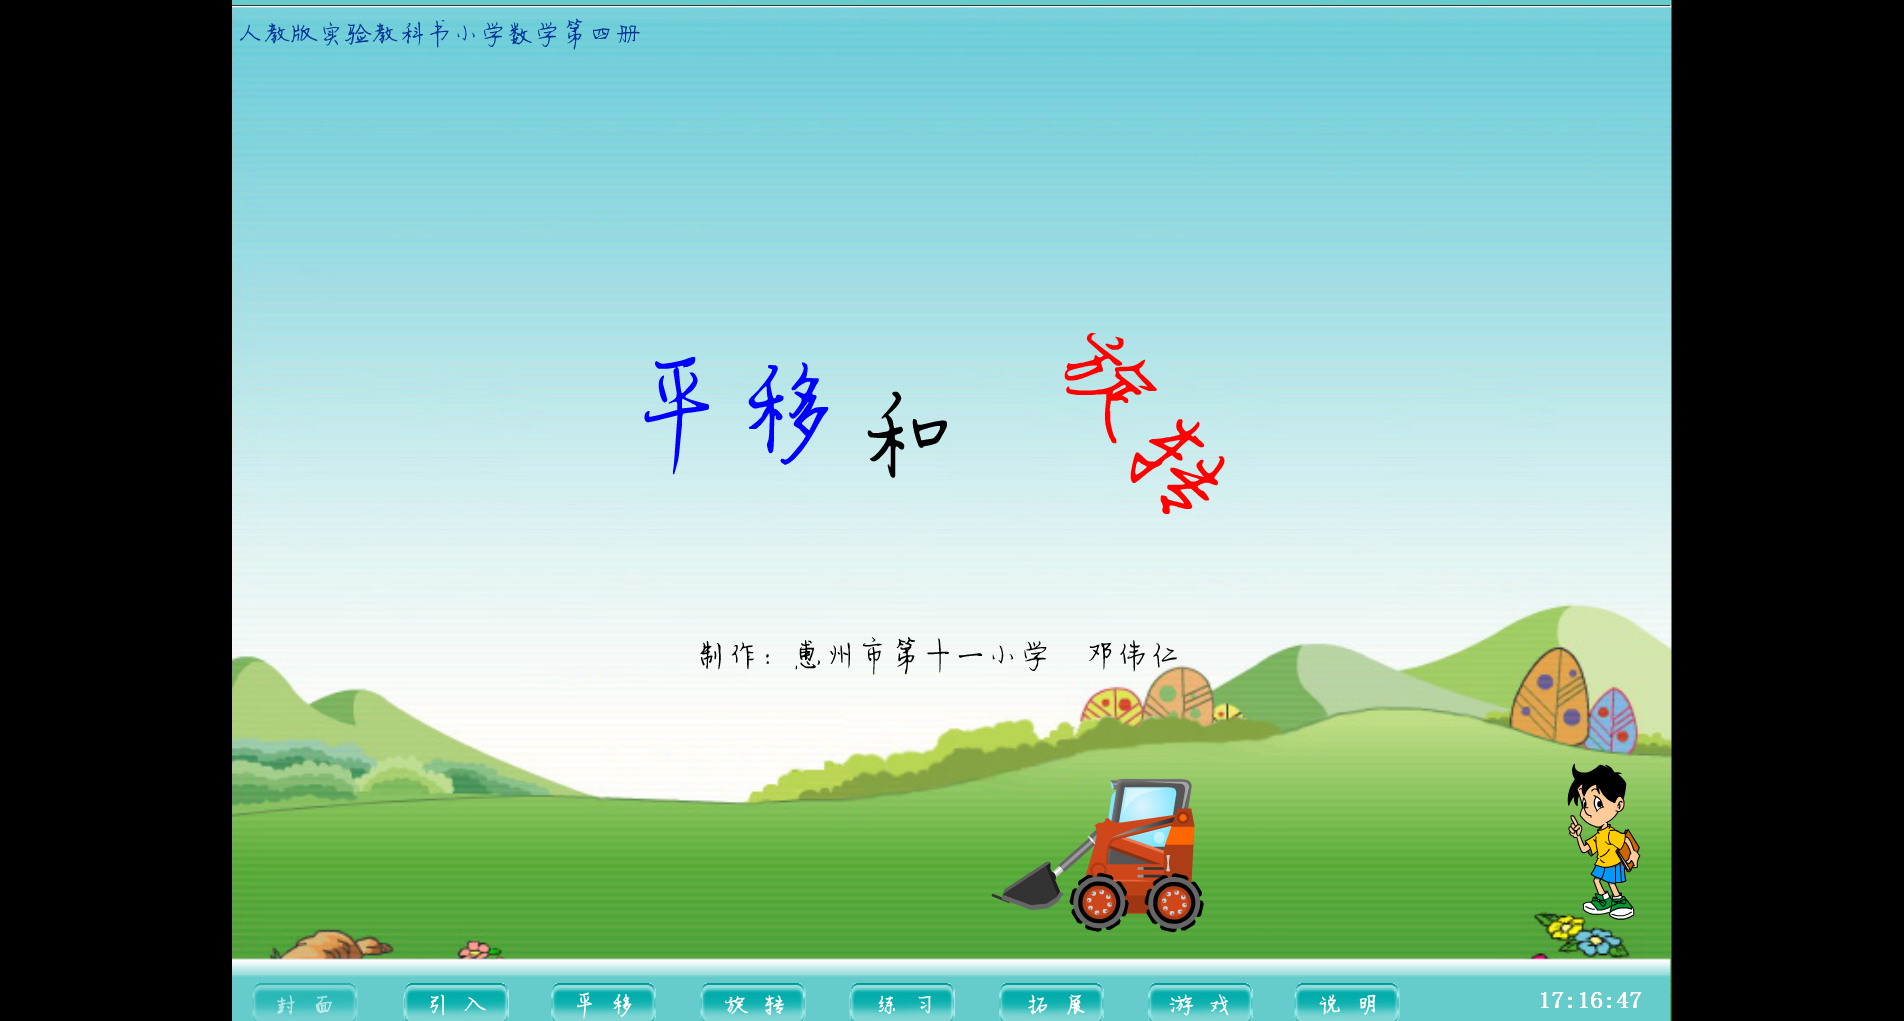 人教版实验教科书小学数学第四册
平移和旋转
制作：惠州市第十一小学 邓伟仁
封面 引入 平移 旋转 练习 拓展 游戏 说明 17:16:47